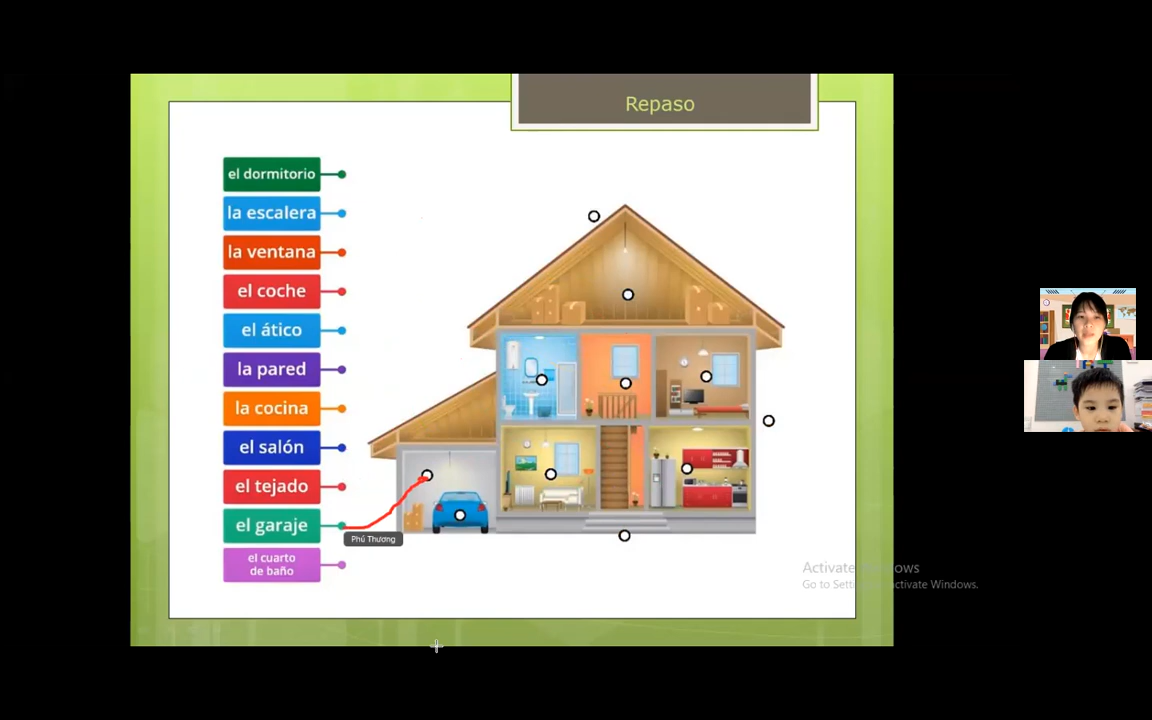 Repaso
el dormitorio
la escalera
la ventana
el coche
el ático
la pared
la cocina
el salón
el tejado
el garaje
Phú Thương
el cuarto
de baño
Activate Windows
Go to Settings to activate Windows.